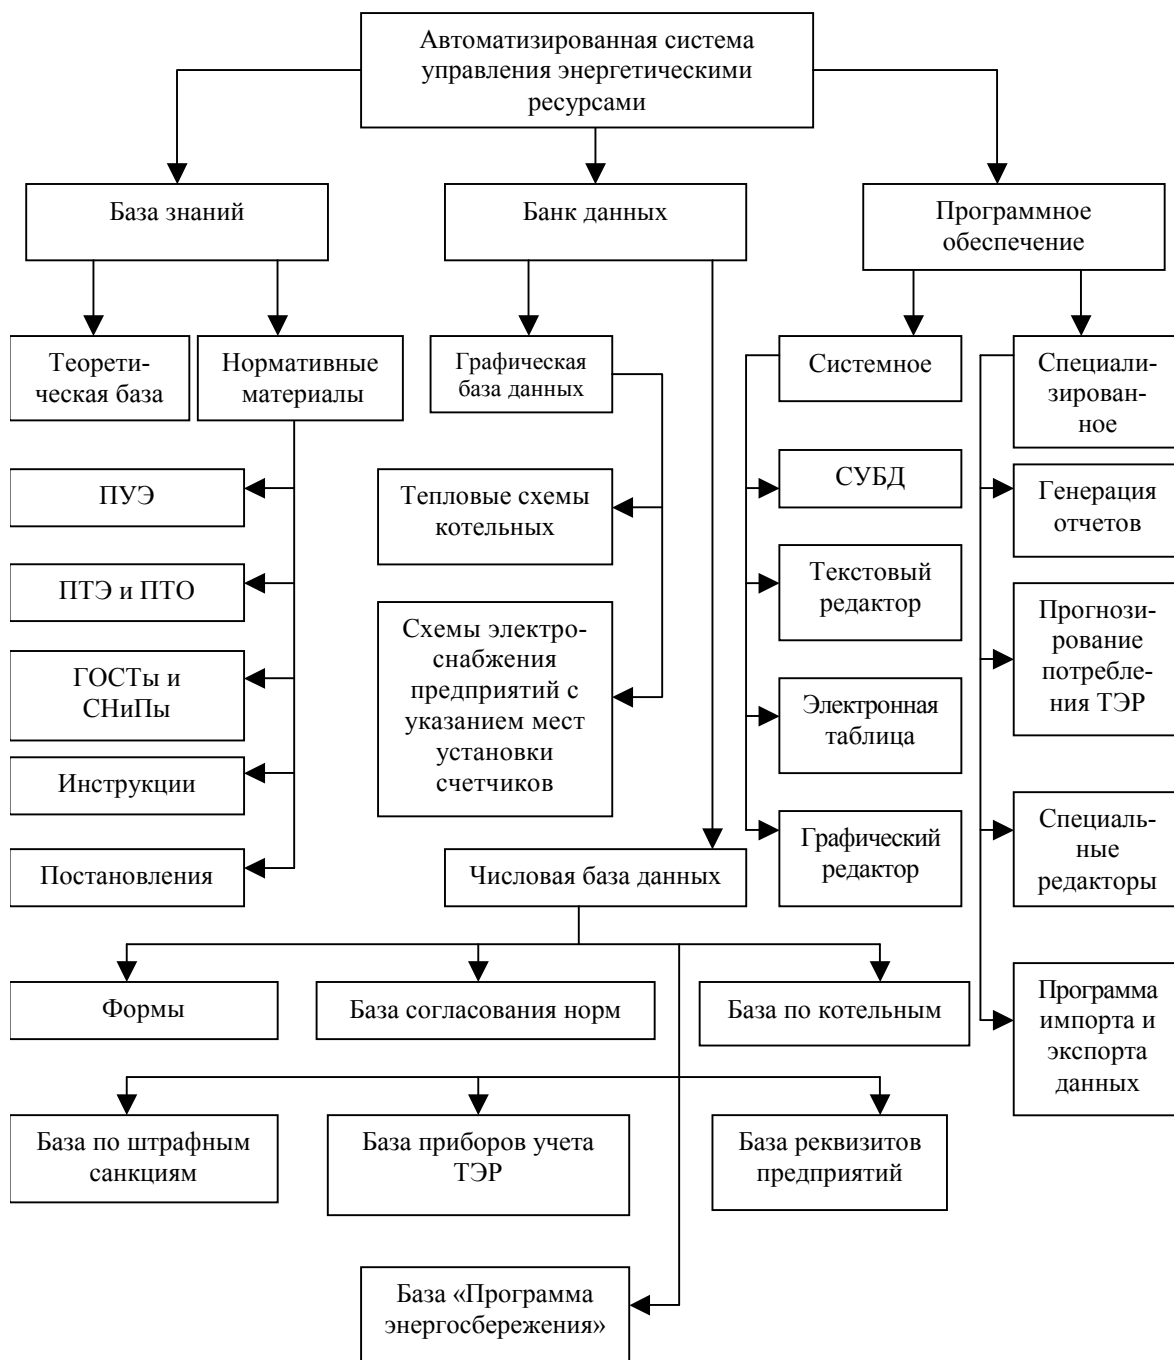 Автоматизированная система
управления энергетическими
ресурсами
База знаний
Банк данных
Программное
обеспечение
Теорети-
ческая база
Нормативные
материалы
Графическая
база данных
Системное
Специали-
зирован-
ное
ПУЭ
Тепловые схемы
котельных
СУБД
Генерация
отчетов
ПТЭ и ПТО
Текстовый
редактор
Схемы электро-
снабжения
предприятий с
указанием мест
установки
счетчиков
Прогнози-
рование
потребле-
ния ТЭР
ГОСТы и
СНиПы
Электронная
таблица
Инструкции
Специаль-
ные
редакторы
Графический
редактор
Постановления
Числовая база данных
Формы
База согласования норм
База по котельным
Программа
импорта и
экспорта
данных
База по штрафным
санкциям
База приборов учета
ТЭР
База реквизитов
предприятий
База «Программа
энергосбережения»